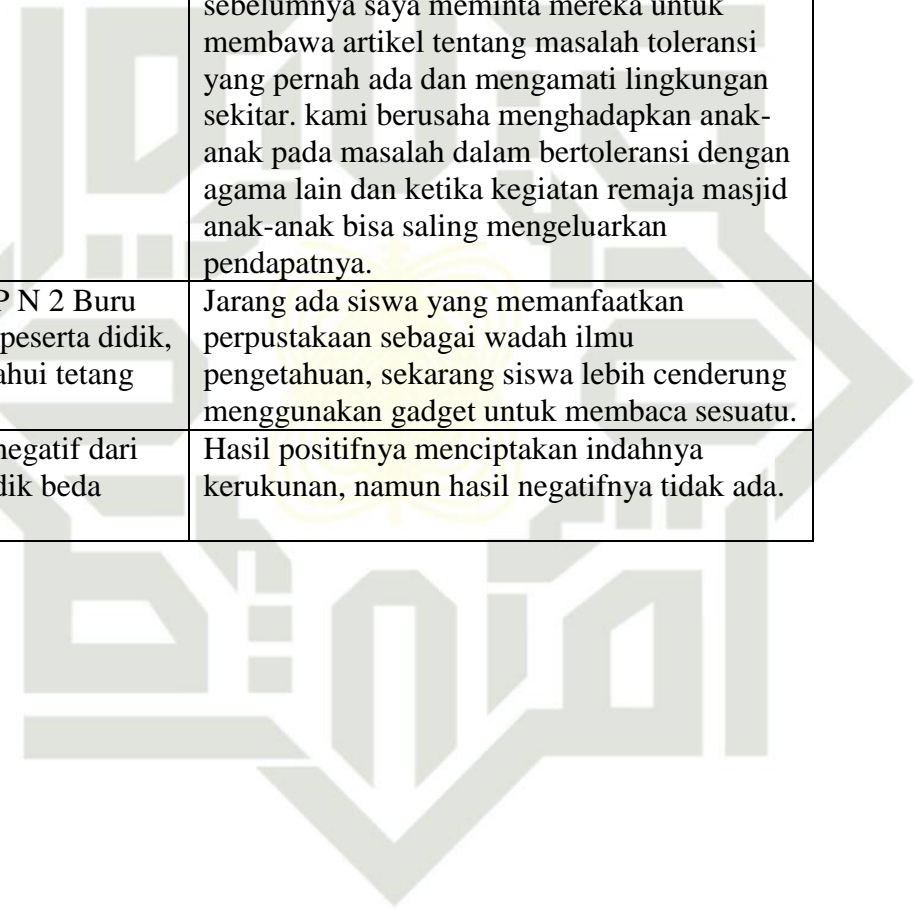 sebelumnya saya meminta mereka untuk
membawa artikel tentang masalah toleransi
yang pernah ada dan mengamati lingkungan
sekitar. kami berusaha menghadapkan anak-
anak pada masalah dalam bertoleransi dengan
agama lain dan ketika kegiatan remaja masjid
anak-anak bisa saling mengeluarkan
pendapatnya.
P N 2 Buru
peserta didik,
ahui tetang
Jarang ada siswa yang memanfaatkan
perpustakaan sebagai wadah ilmu
pengetahuan, sekarang siswa lebih cenderung
menggunakan gadget untuk membaca sesuatu.
negatif dari
dik beda
Hasil positifnya menciptakan indahnya
kerukunan, namun hasil negatifnya tidak ada.